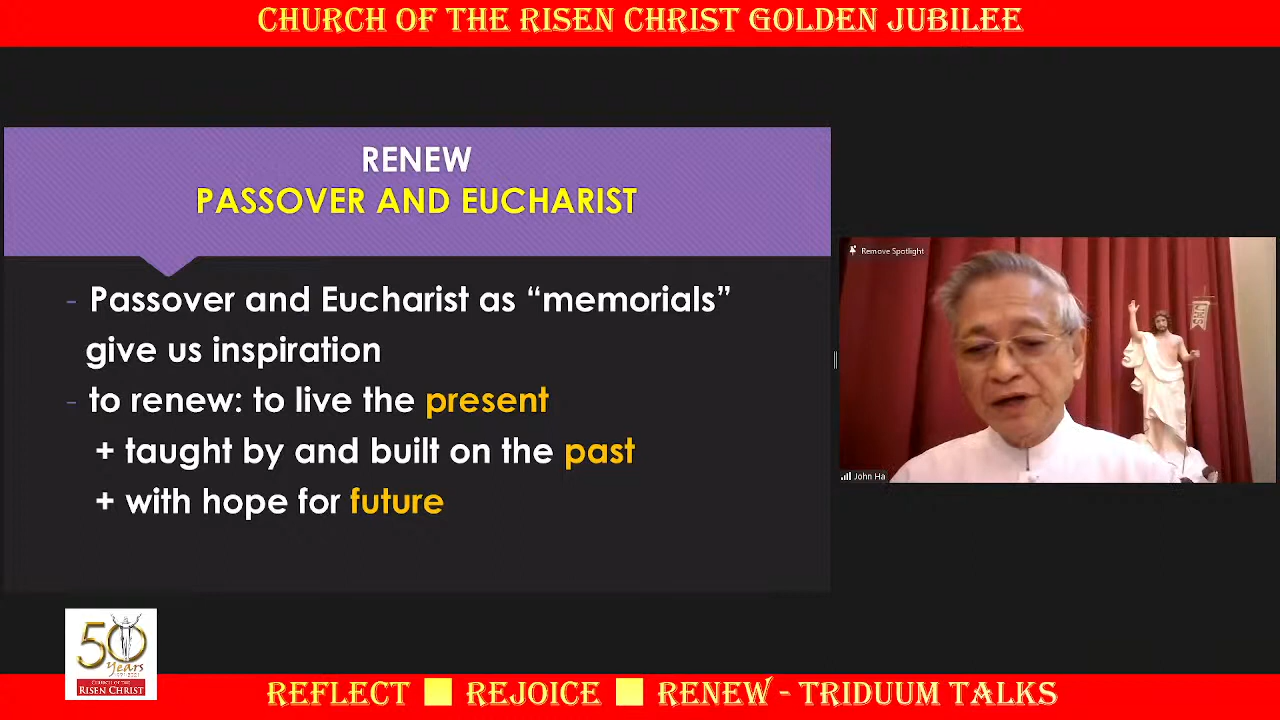 CHURCH OF THE RISEN CHRIST GOLDEN JUBILEE
RENEW
PASSOVER AND EUCHARIST
- Passover and Eucharist as “memorials”
give us inspiration
- to renew: to live the present
+ taught by and built on the past
+ with hope for future
Remove Spotlight
John Ha
50
Years
CHURCH OF THE
RISEN CHRIST
REFLECT REJOICE RENEW - TRIDUUM TALKS